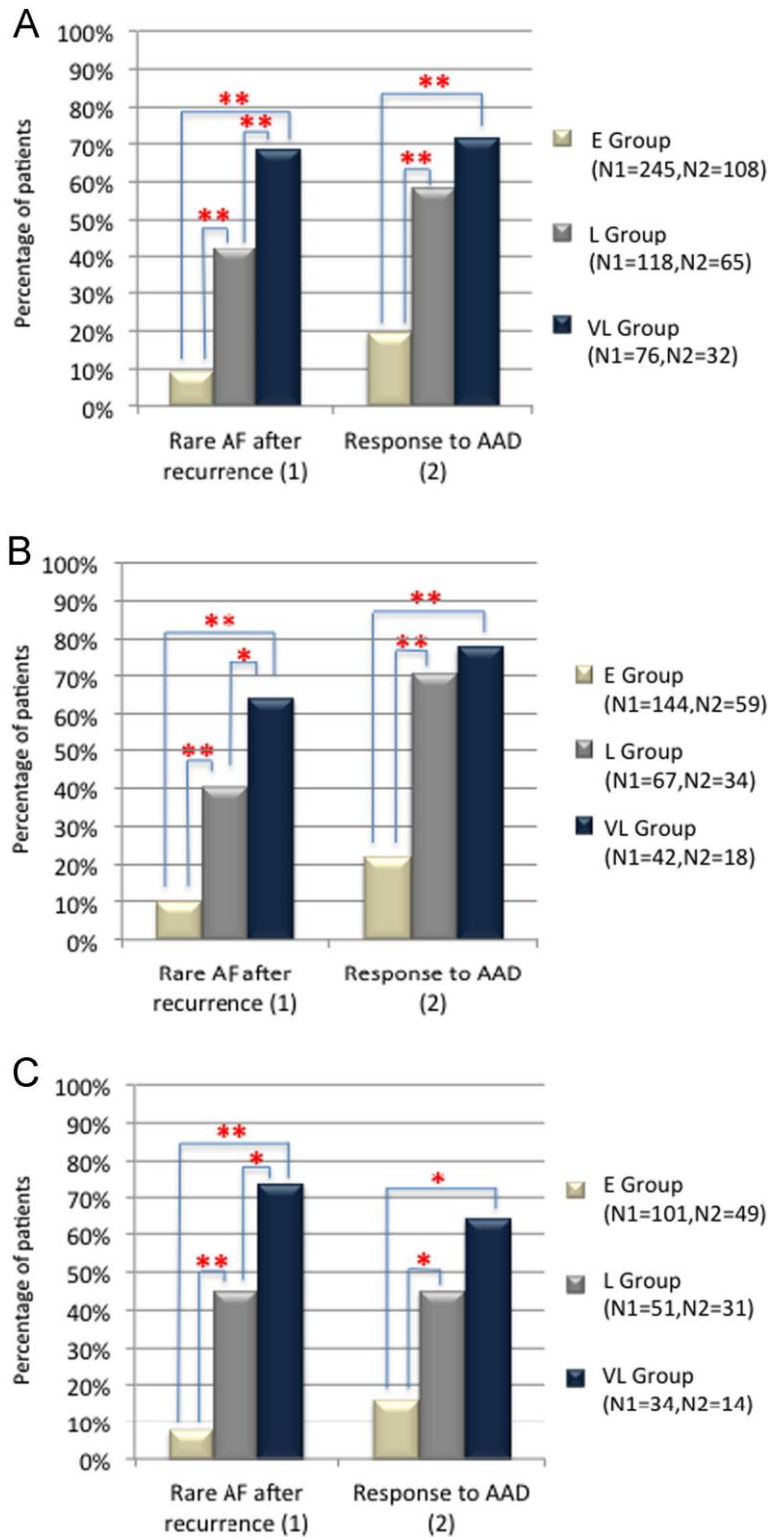 A
100%
90%
80%
70%
60%
50%
40%
30%
20%
10%
0%
Percentage of patients
**
**
**
**
**
Rare AF after
recurrence (1)
Response to AAD
(2)
E Group
(N1=245,N2=108)
L Group
(N1=118,N2=65)
VL Group
(N1=76,N2=32)
B
100%
90%
80%
70%
60%
50%
40%
30%
20%
10%
0%
Percentage of patients
**
*
**
**
**
Rare AF after
recurrence (1)
Response to AAD
(2)
E Group
(N1=144,N2=59)
L Group
(N1=67,N2=34)
VL Group
(N1=42,N2=18)
C
100%
90%
80%
70%
60%
50%
40%
30%
20%
10%
0%
Percentage of patients
**
*
**
*
*
Rare AF after
recurrence (1)
Response to AAD
(2)
E Group
(N1=101,N2=49)
L Group
(N1=51,N2=31)
VL Group
(N1=34,N2=14)